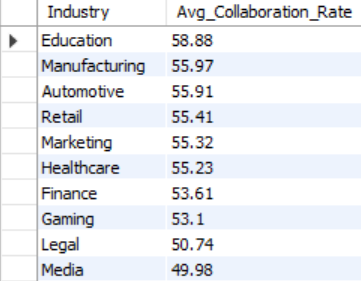 Industry Avg_Collaboration_Rate
Education 58.88
Manufacturing 55.97
Automotive 55.91
Retail 55.41
Marketing 55.32
Healthcare 55.23
Finance 53.61
Gaming 53.1
Legal 50.74
Media 49.98